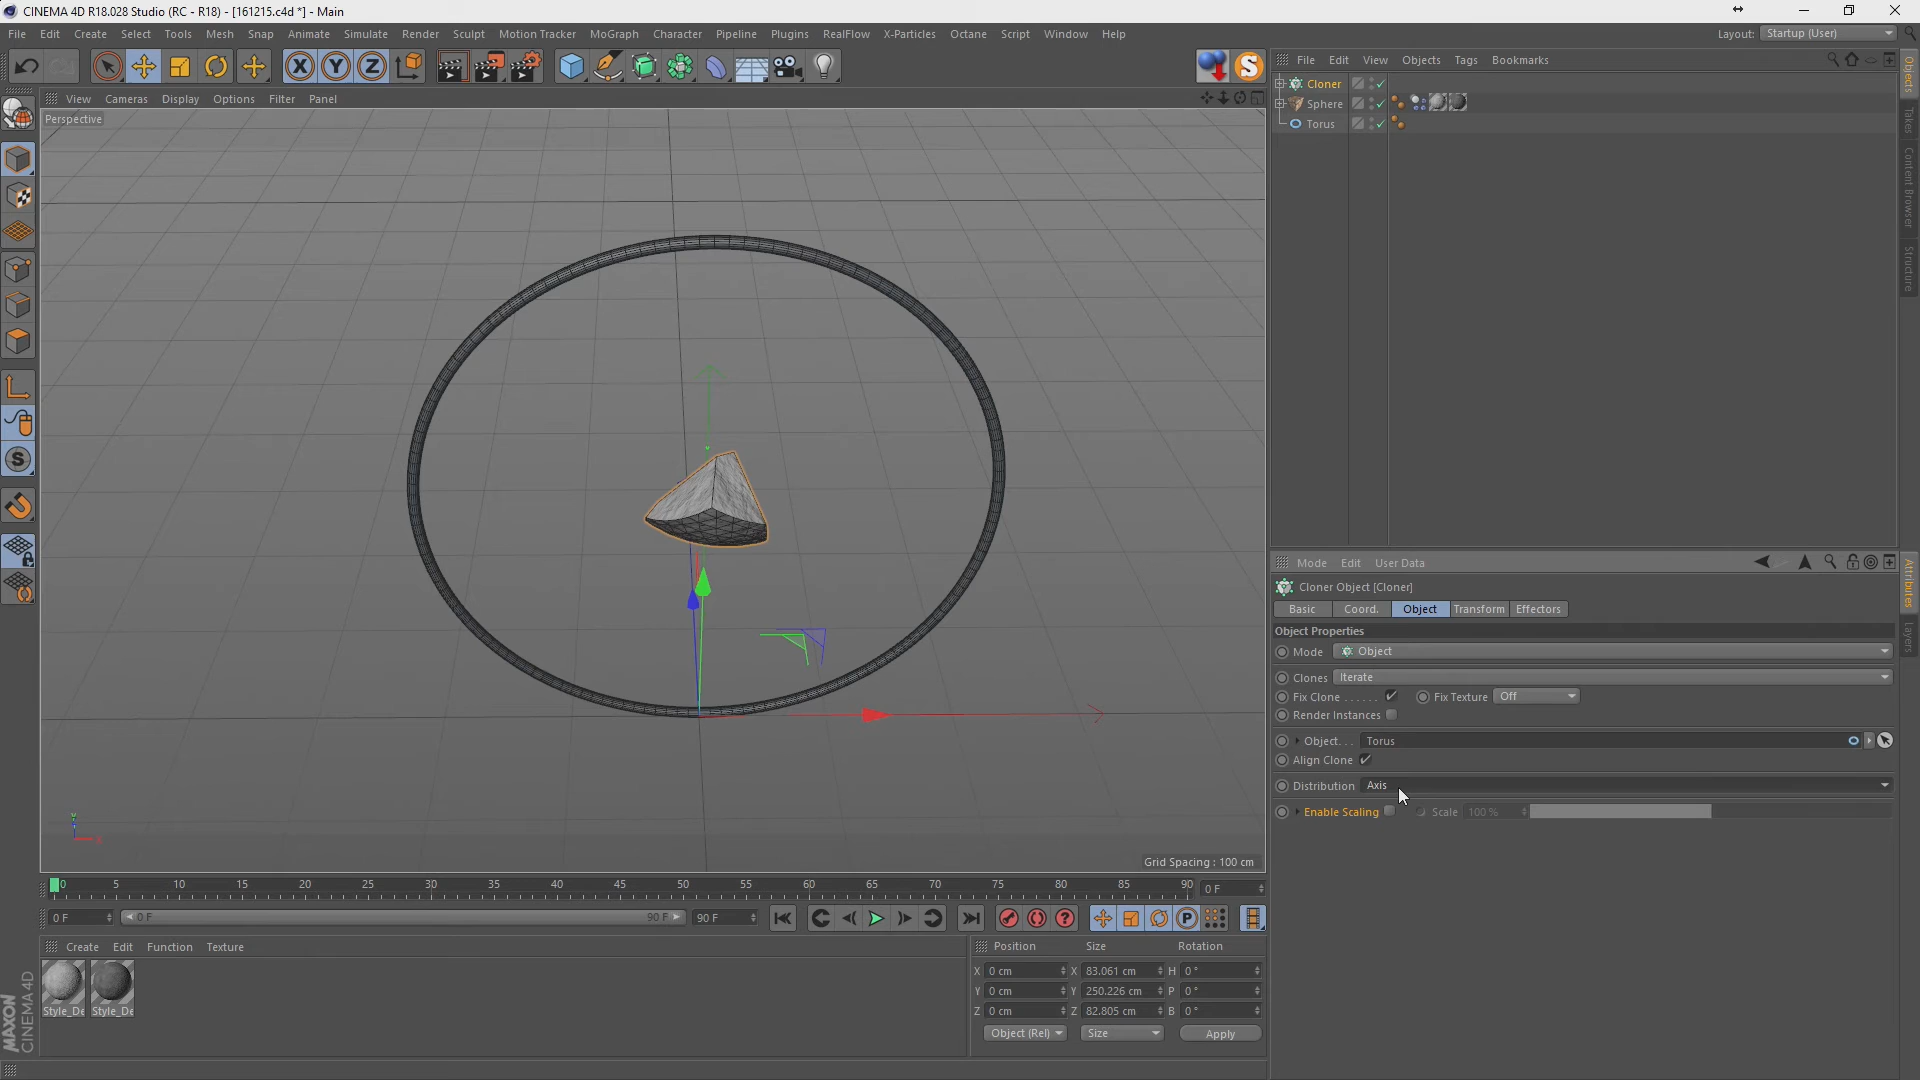 CINEMA 4D R18.028 Studio (RC - R18) - [161215.c4d *] - Main
File Edit Create Select Tools Mesh Snap Animate Simulate Render Sculpt Motion Tracker MoGraph Character Pipeline Plugins RealFlow X-Particles Octane Script Window Help
Layout: Startup (User)
X Y Z
S
File Edit View Objects Tags Bookmarks
View Cameras Display Options Filter Panel
Cloner
Perspective
Sphere
Torus
Objects
Takes
Content Browser
Structure
S
Mode Edit User Data
Cloner Object [Cloner]
Basic Coord. Object Transform Effectors
Object Properties
Mode Object
Clones Iterate
Fix Clone . . . . . . Fix Texture Off
Render Instances
Object. . . Torus
Align Clone
Distribution Axis
Enable Scaling Scale 100 %
Attributes
Layers
Grid Spacing : 100 cm
0 5 10 15 20 25 30 35 40 45 50 55 60 65 70 75 80 85 90 0 F
0 F 0 F 90 F 90 F
P
Create Edit Function Texture
Position Size Rotation
X 0 cm X 83.061 cm H 0 °
Y 0 cm Y 250.226 cm P 0 °
Z 0 cm Z 82.805 cm B 0 °
Object (Rel) Size Apply
Style_De Style_De
MAXON
CINEMA 4D